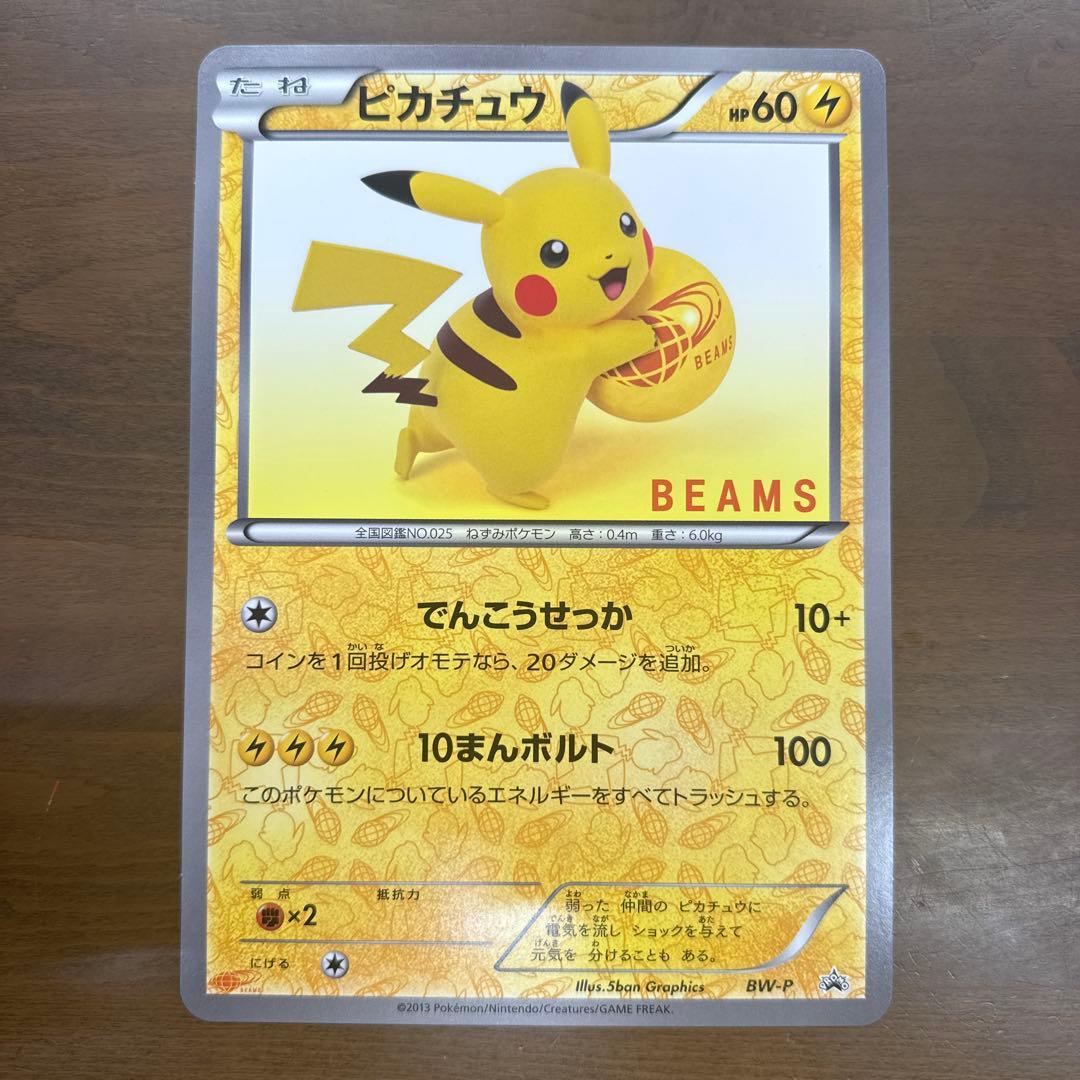 たね ピカチュウ HP60
BEAMS
BEAMS
全国図鑑NO.025 ねずみポケモン 高さ:0.4m 重さ:6.0kg
でんこうせっか 10+
コインを1回投げオモテなら、20ダメージを追加。
10まんボルト 100
このポケモンについているエネルギーをすべてトラッシュする。
弱点 抵抗力
×2
にげる
弱った 仲間の ピカチュウに
電気を流し ショックを与えて
元気を 分けることも ある。
BEAMS
Illus.5ban Graphics BW-P
©2013 Pokémon/Nintendo/Creatures/GAME FREAK.